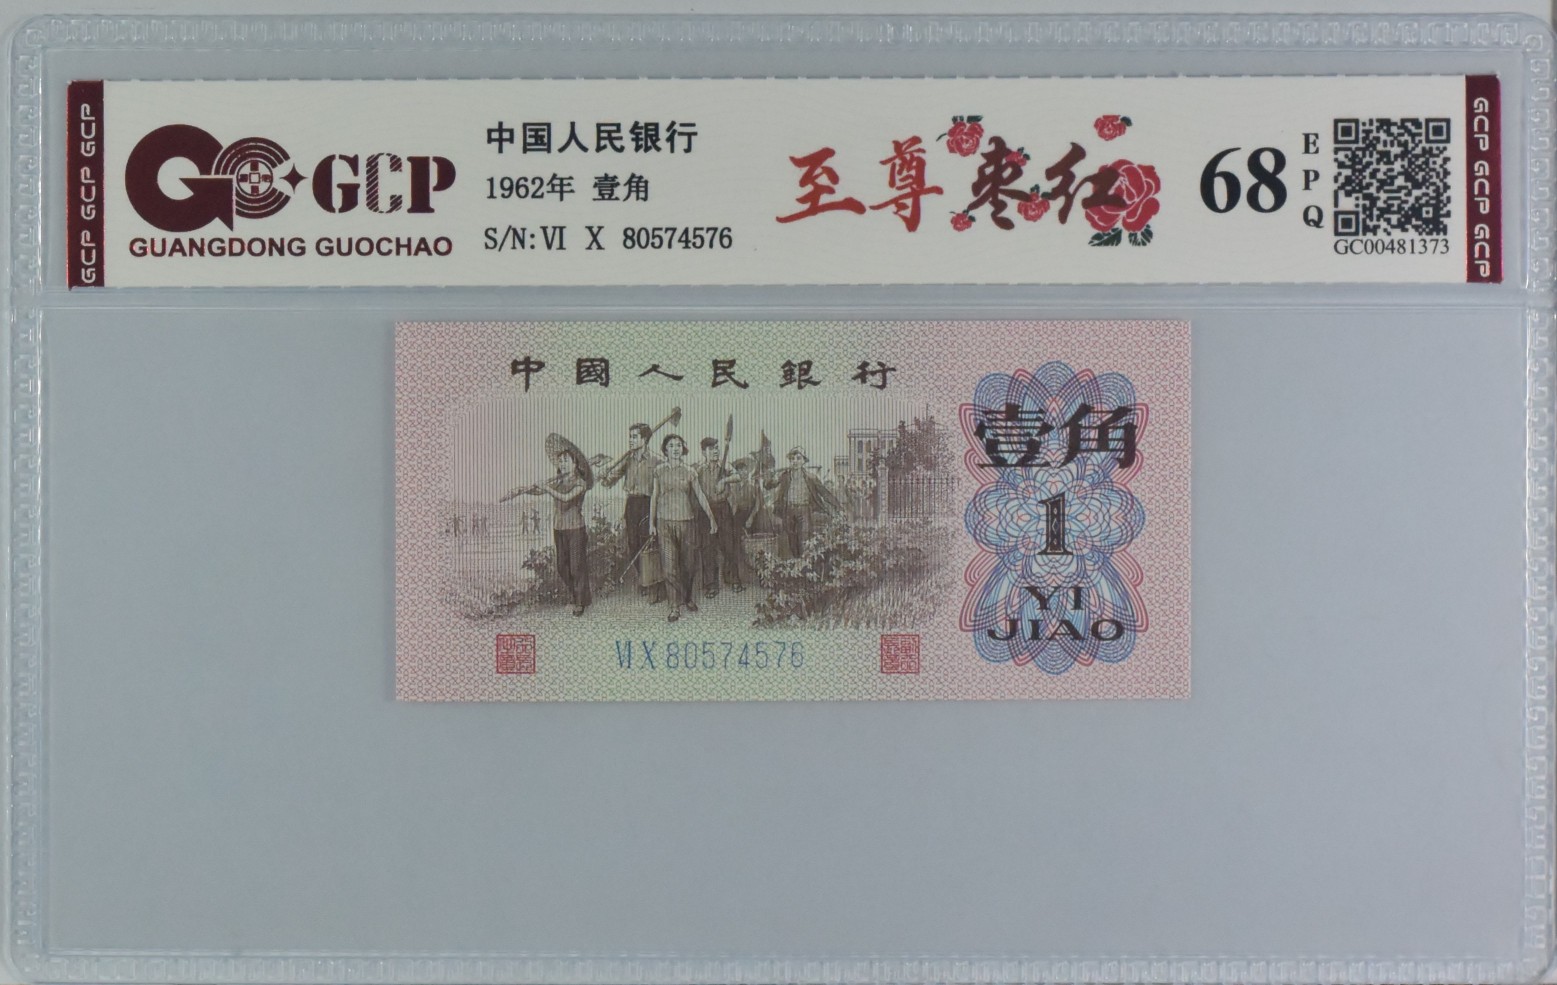 GCP GCP GCP
GCP
GUANGDONG GUOCHAO
中国人民银行
1962年 壹角
S/N: VI X 80574576
至尊枣红
68
EPQ
GC00481373
GCP GCP GCP
中國人民銀行
壹角
1
YI
JIAO
VI X 80574576